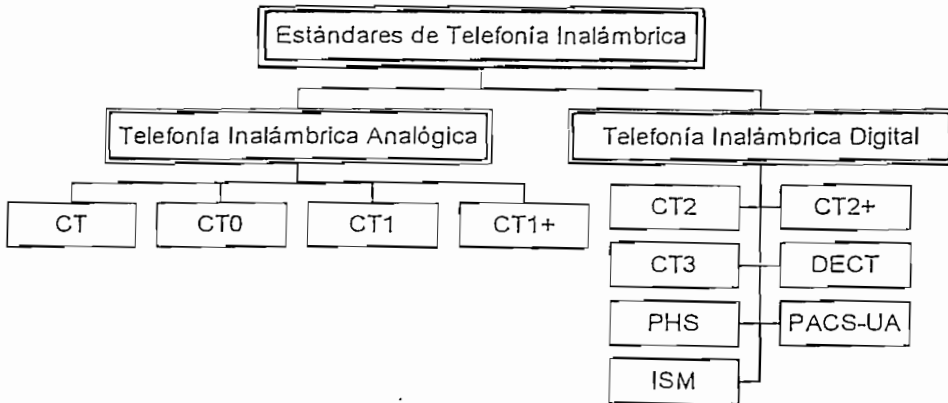 Estándares de Telefonía Inalámbrica
Telefonía Inalámbrica Analógica
Telefonía Inalámbrica Digital
CT
CT0
CT1
CT1+
CT2
CT2+
CT3
DECT
PHS
PACS-UA
ISM